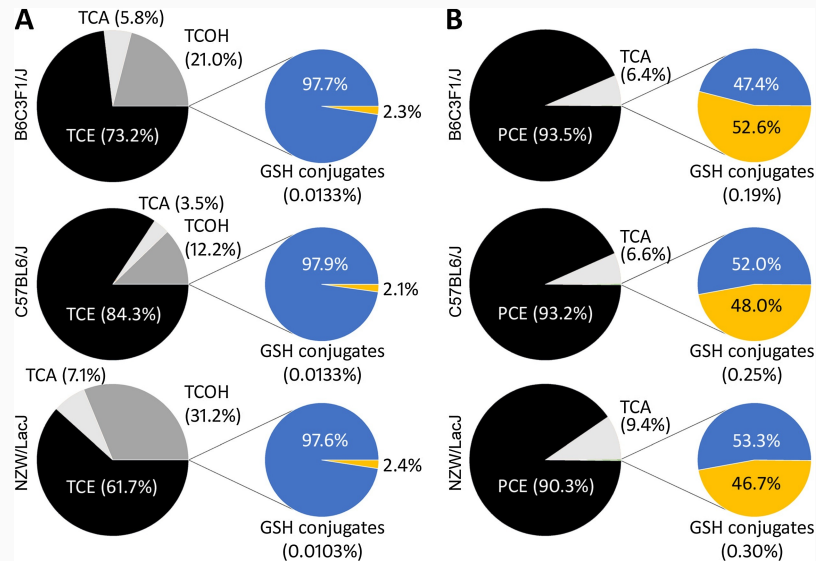 A
B6C3F1/J
TCA (5.8%)
TCOH
(21.0%)
TCE (73.2%)
97.7%
2.3%
GSH conjugates
(0.0133%)
C57BL6/J
TCA (3.5%)
TCOH
(12.2%)
TCE (84.3%)
97.9%
2.1%
GSH conjugates
(0.0133%)
NZW/LacJ
TCA (7.1%)
TCOH
(31.2%)
TCE (61.7%)
97.6%
2.4%
GSH conjugates
(0.0103%)
B
B6C3F1/J
TCA
(6.4%)
PCE (93.5%)
47.4%
52.6%
GSH conjugates
(0.19%)
C57BL6/J
TCA
(6.6%)
PCE (93.2%)
52.0%
48.0%
GSH conjugates
(0.25%)
NZW/LacJ
TCA
(9.4%)
PCE (90.3%)
53.3%
46.7%
GSH conjugates
(0.30%)